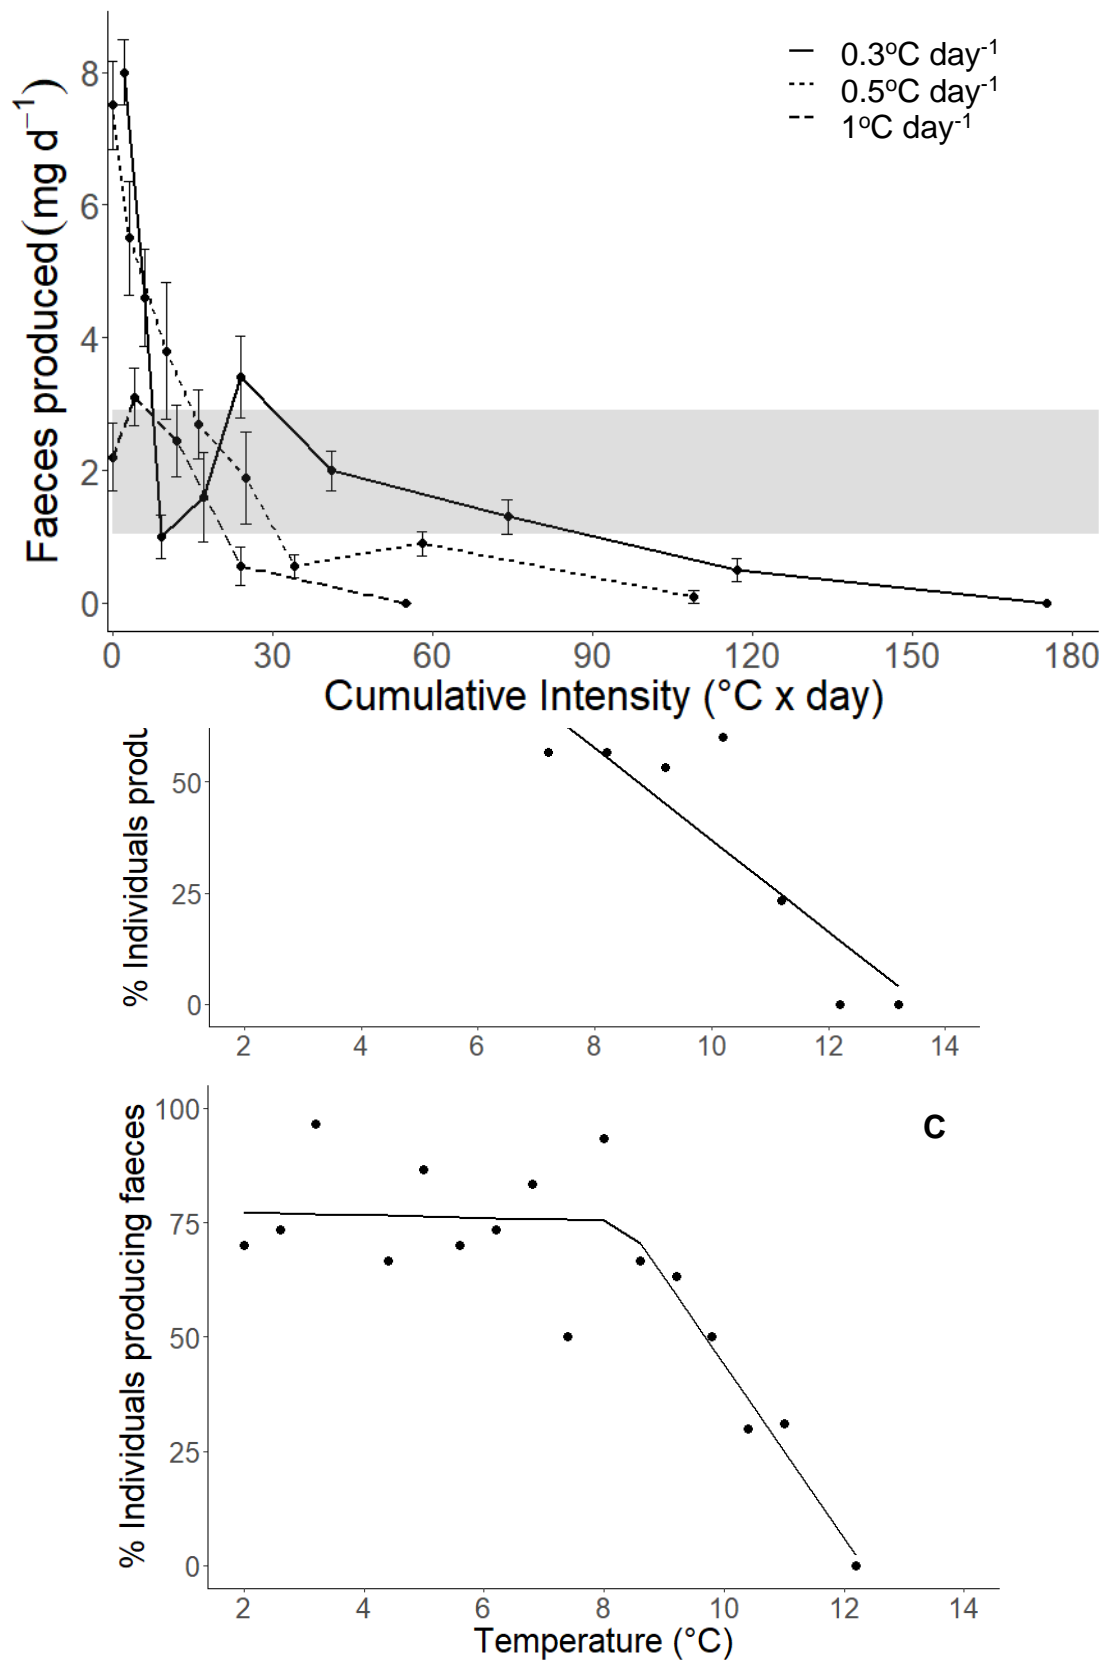 0.3°C day-1
0.5°C day-1
1°C day-1
Faeces produced (mg d−1)
8
6
4
2
0
0 30 60 90 120 150 180
Cumulative Intensity (°C x day)
% Individuals produ
50
25
0
2 4 6 8 10 12 14
C
% Individuals producing faeces
100
75
50
25
0
2 4 6 8 10 12 14
Temperature (°C)